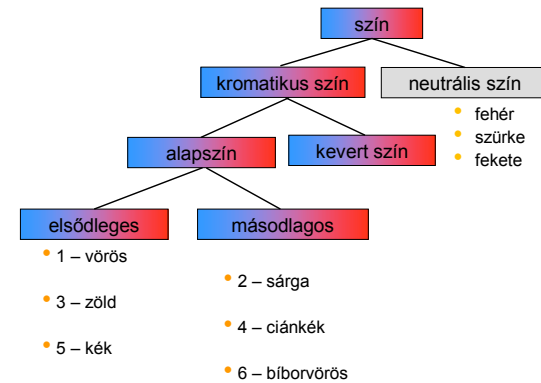 szín
kromatikus szín
neutrális szín
• fehér
• szürke
• fekete
alapszín
kevert szín
elsődleges
másodlagos
• 1 – vörös
• 3 – zöld
• 5 – kék
• 2 – sárga
• 4 – ciánkék
• 6 – bíborvörös